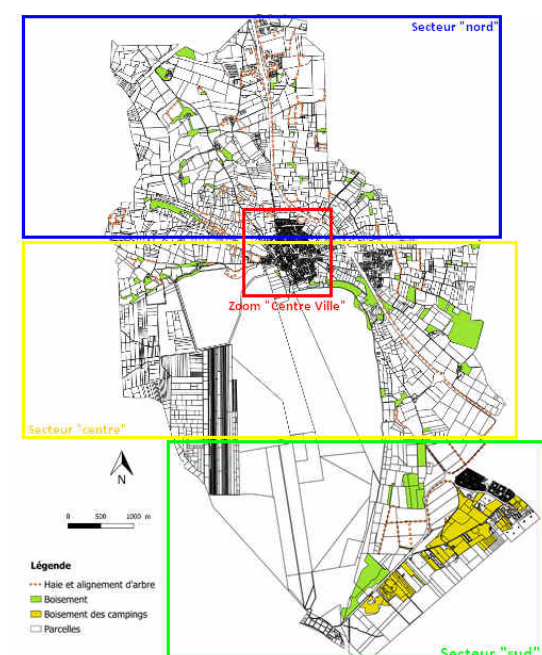 Secteur "nord"
Zoom "Centre Ville"
Secteur "centre"
N
0 500 1000 m
Légende
Haie et alignement d'arbre
Boisement
Boisement des campings
Parcelles
Secteur "sud"